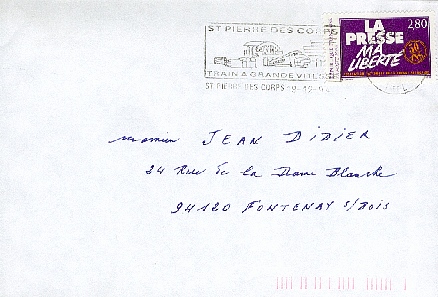 ST PIERRE DES CORPS
TRAIN A GRANDE VITESSE
ST PIERRE DES CORPS
LA PRESSE MA LIBERTÉ
2,80
JEAN DIDIER
24 Rue de la Dame Blanche
94120 FONTENAY S/BOIS